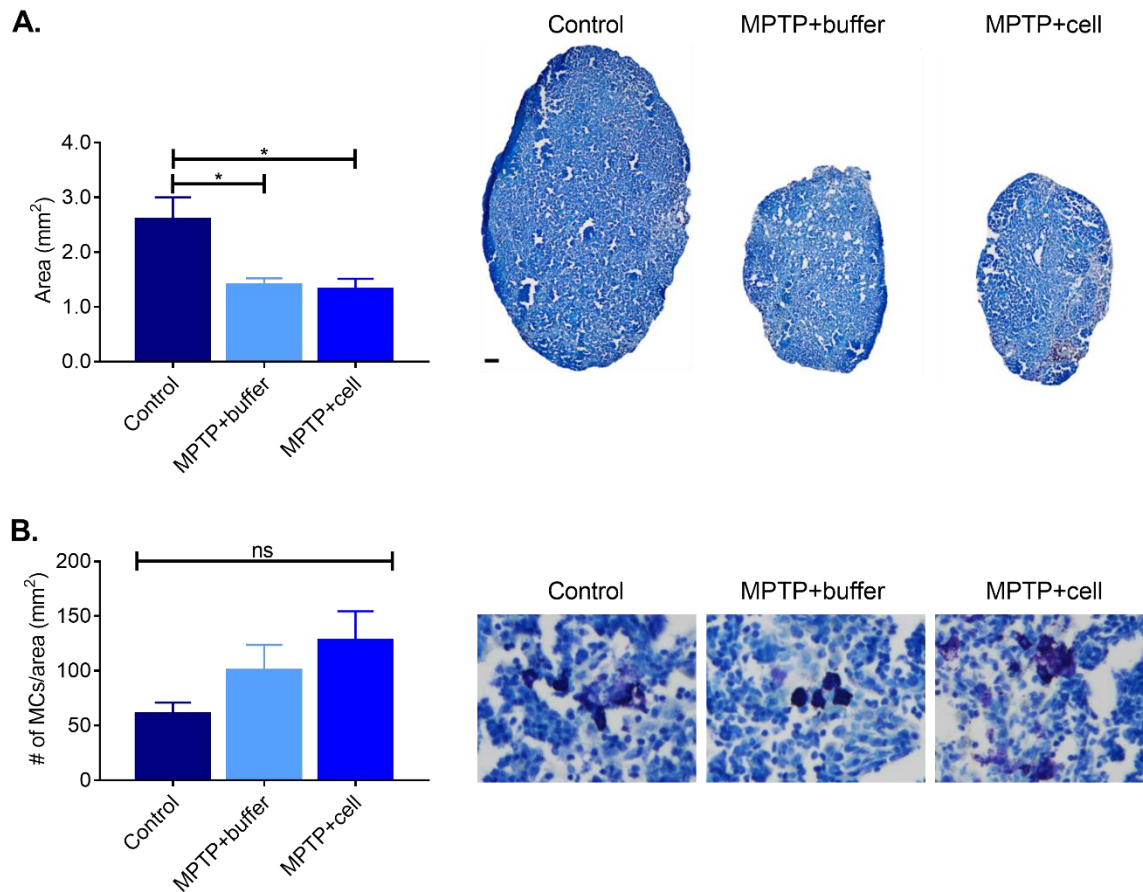 A.
Control MPTP+buffer MPTP+cell
Area (mm²)
4.0
3.0
2.0
1.0
0.0
*
*
Control
MPTP+buffer
MPTP+cell
B.
# of MCs/area (mm²)
200
150
100
50
0
ns
Control
MPTP+buffer
MPTP+cell
Control MPTP+buffer MPTP+cell